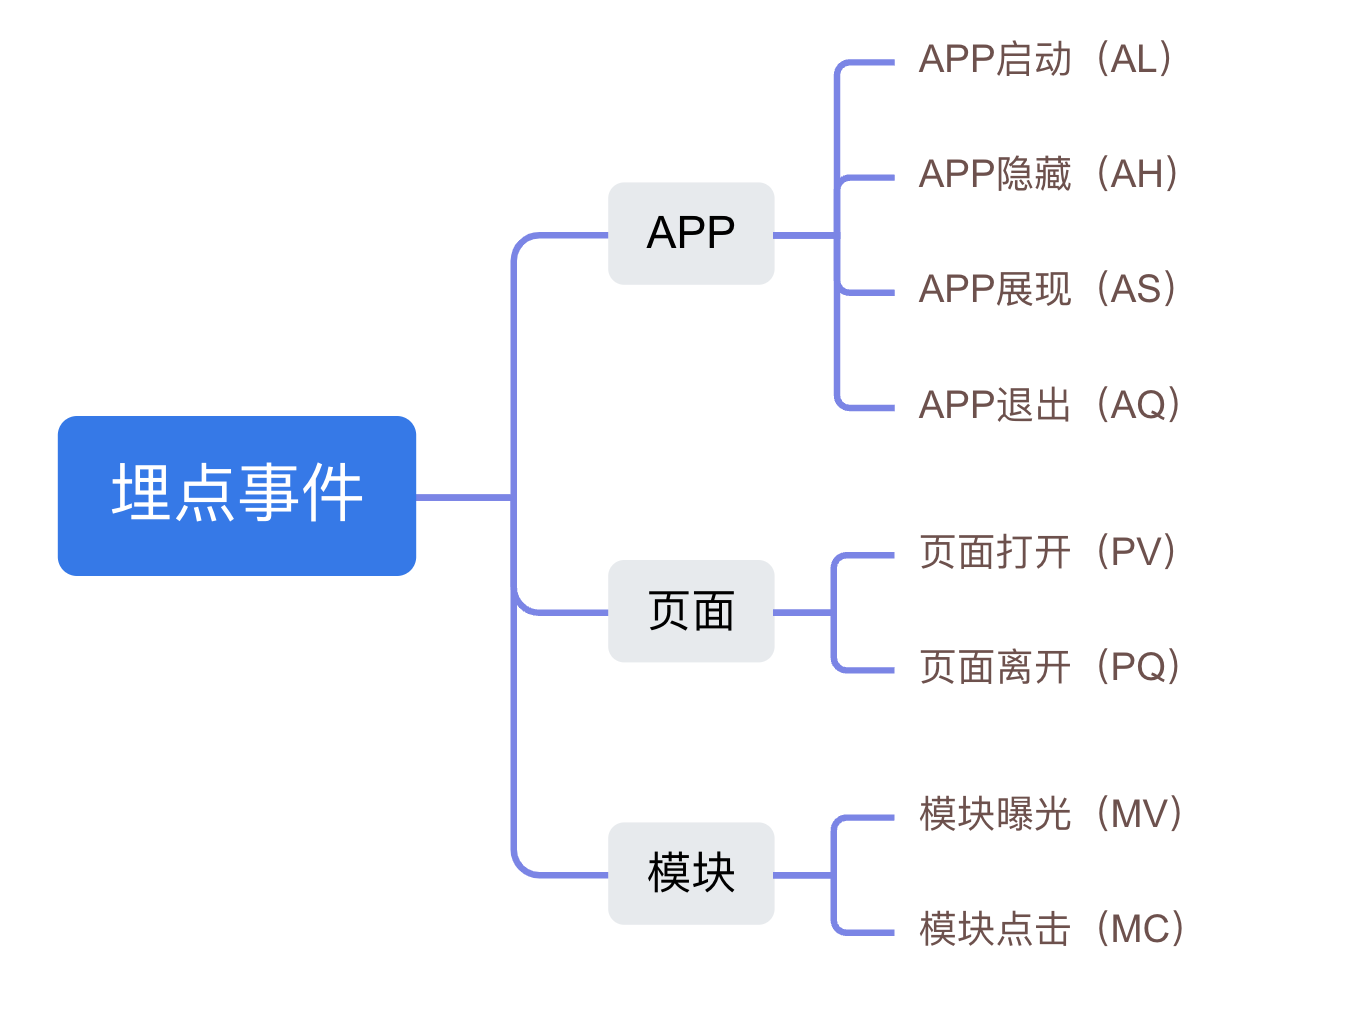 埋点事件
APP
APP启动（AL）
APP隐藏（AH）
APP展现（AS）
APP退出（AQ）
页面
页面打开（PV）
页面离开（PQ）
模块
模块曝光（MV）
模块点击（MC）